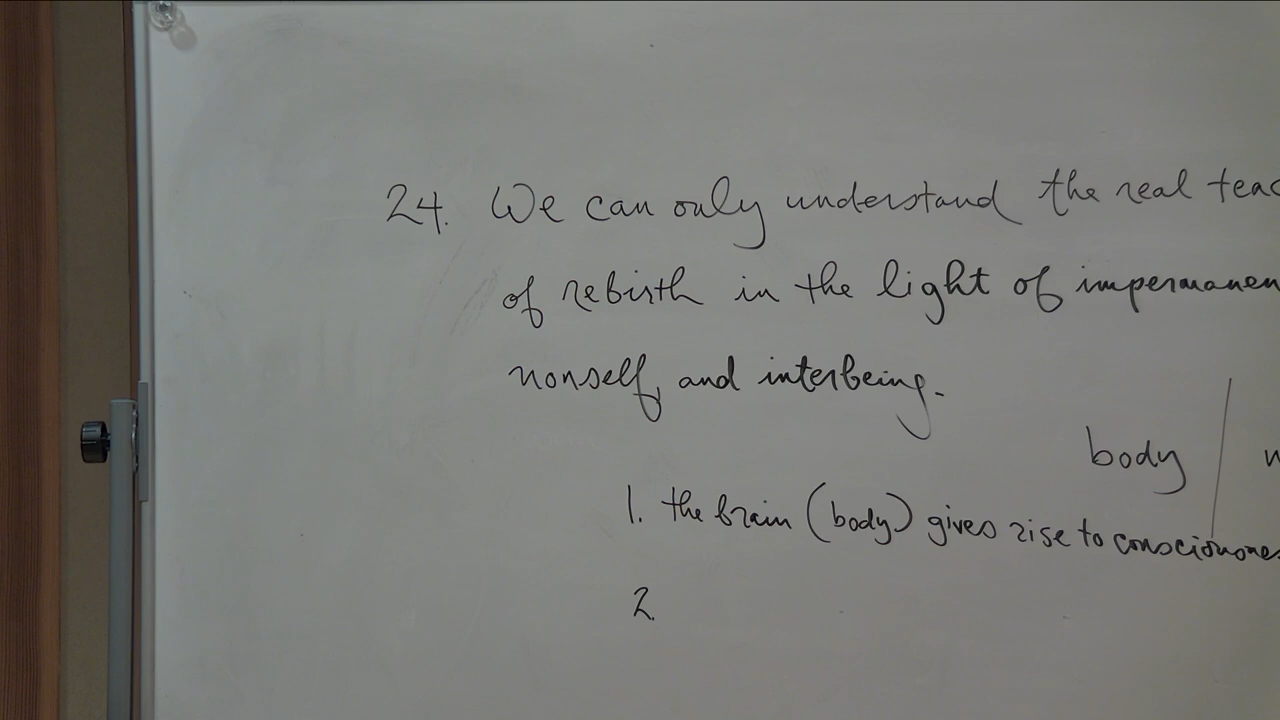 24. We can only understand the real teac
of rebirth in the light of impermanen
nonself, and interbeing.
body
1. the brain (body) gives rise to consciousnes
2.